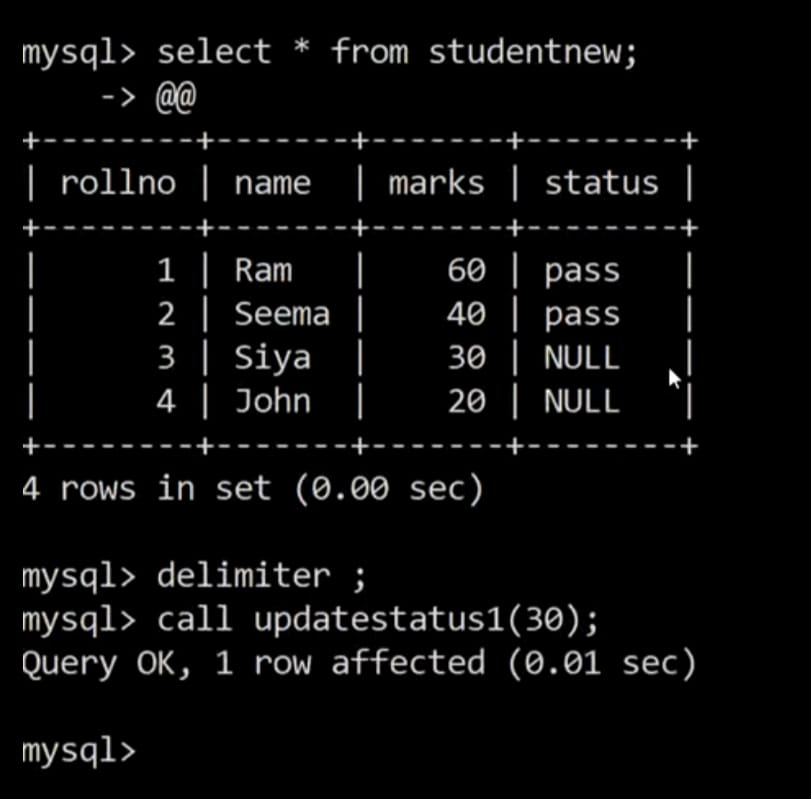 mysql> select * from studentnew;
    -> @@
+--------+-------+-------+--------+
| rollno | name  | marks | status |
+--------+-------+-------+--------+
|      1 | Ram   |    60 | pass   |
|      2 | Seema |    40 | pass   |
|      3 | Siya  |    30 | NULL   |
|      4 | John  |    20 | NULL   |
+--------+-------+-------+--------+
4 rows in set (0.00 sec)

mysql> delimiter ;
mysql> call updatestatus1(30);
Query OK, 1 row affected (0.01 sec)

mysql>